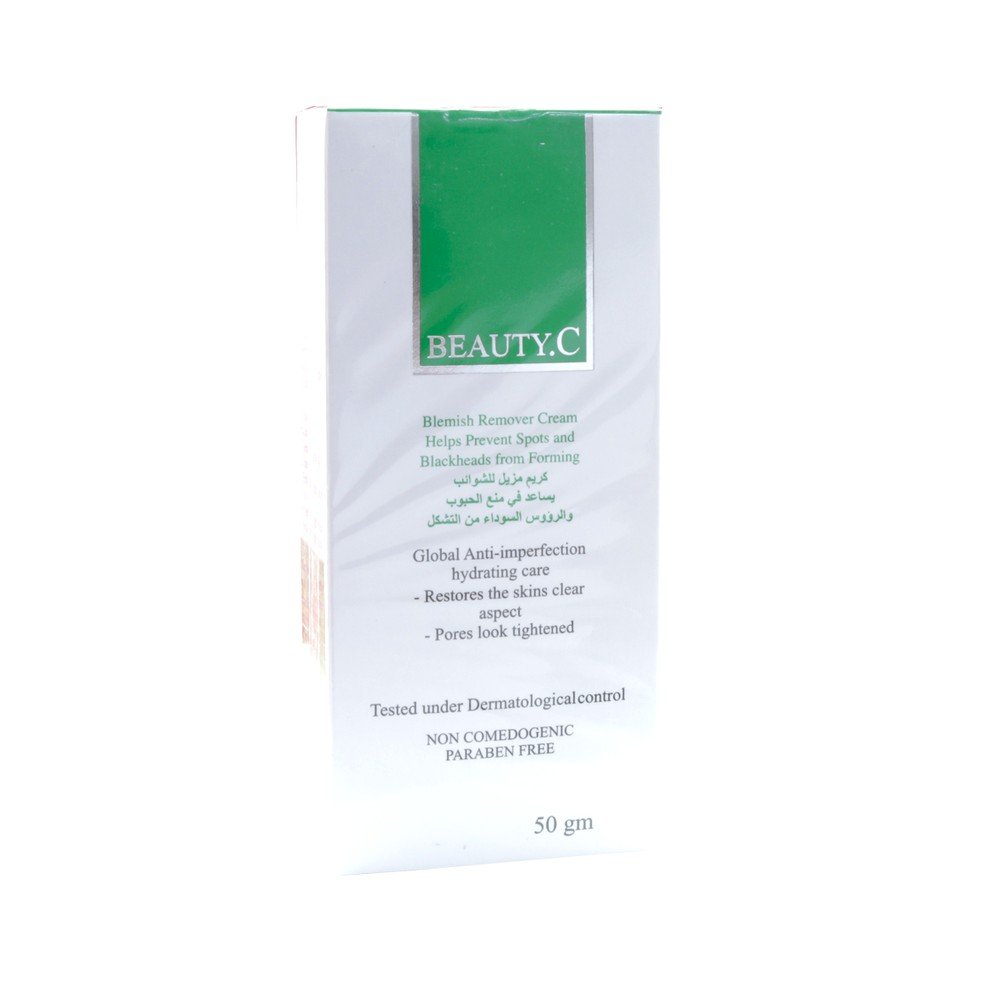 BEAUTY.C
Blemish Remover Cream
Helps Prevent Spots and
Blackheads from Forming
كريم مزيل للشوائب
يساعد في منع الحبوب
والرؤوس السوداء من التشكل
Global Anti-imperfection
hydrating care
- Restores the skins clear
aspect
- Pores look tightened
Tested under Dermatologicalcontrol
NON COMEDOGENIC
PARABEN FREE
50 gm